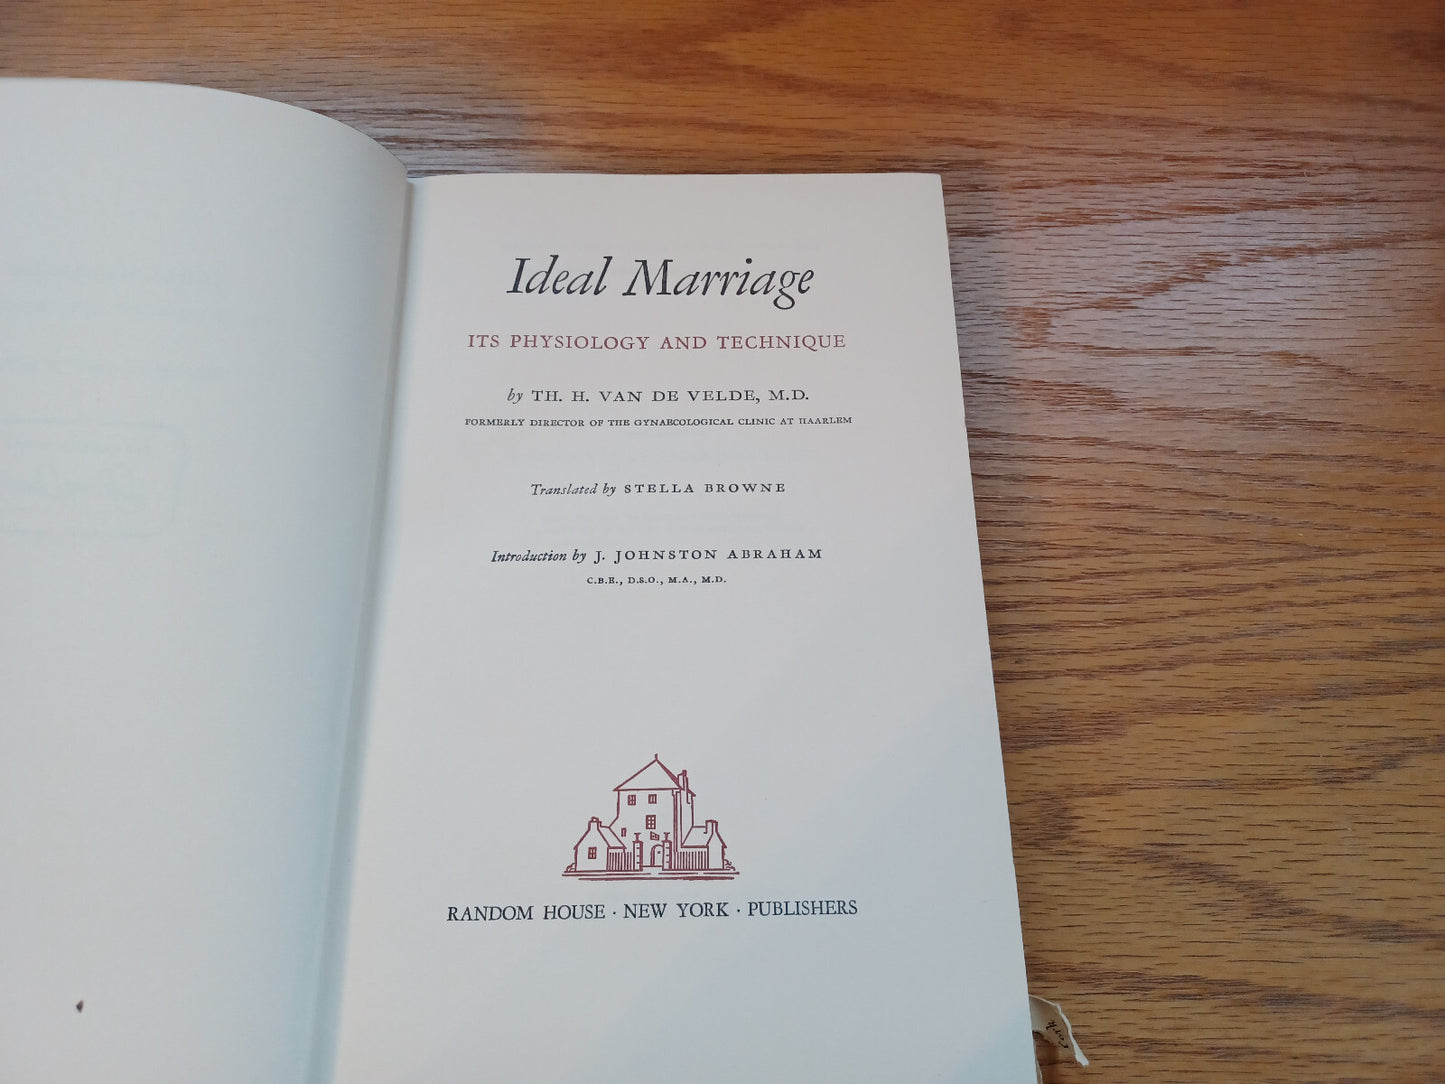 Ideal Marriage
ITS PHYSIOLOGY AND TECHNIQUE
by TH. H. VAN DE VELDE, M.D.
FORMERLY DIRECTOR OF THE GYNAECOLOGICAL CLINIC AT HAARLEM
Translated by STELLA BROWNE
Introduction by J. JOHNSTON ABRAHAM
C.B.E., D.S.O., M.A., M.D.
RANDOM HOUSE · NEW YORK · PUBLISHERS